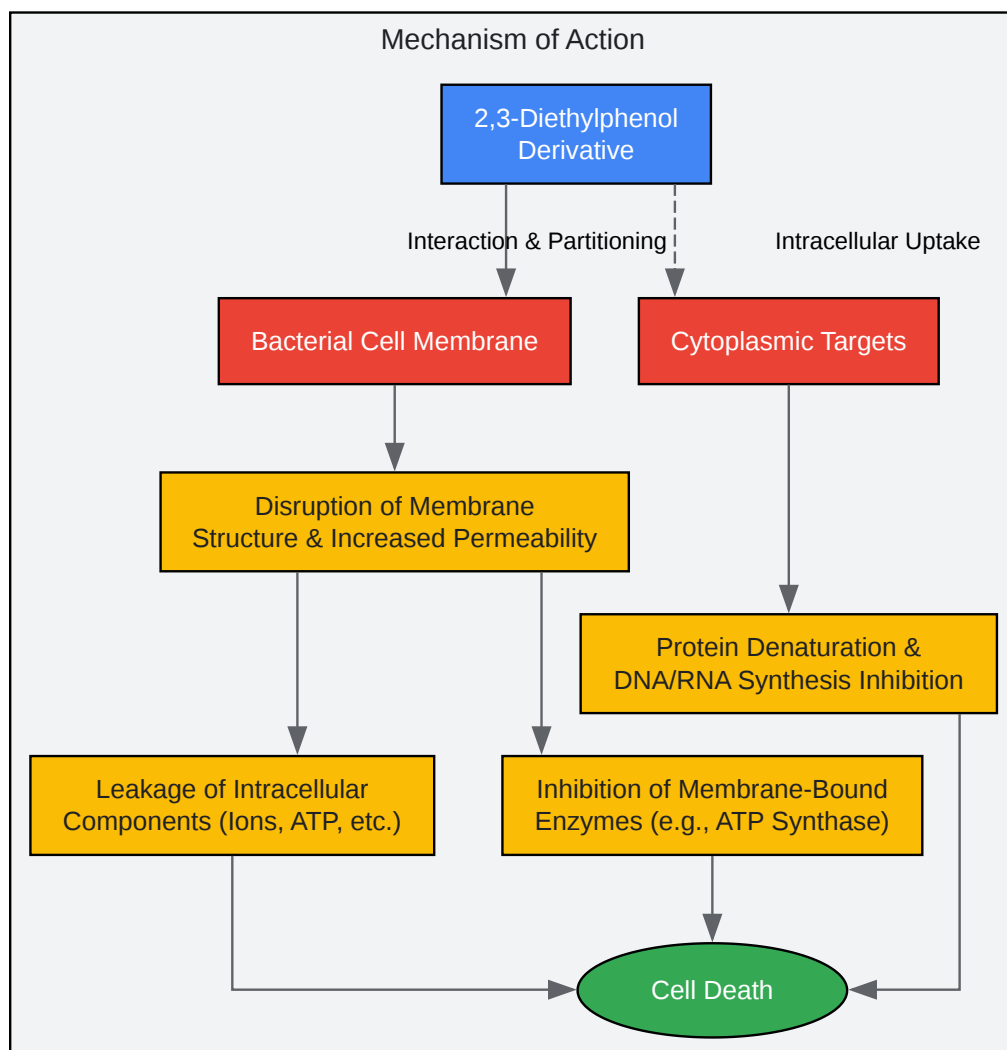 Mechanism of Action
2,3-Diethylphenol
Derivative
Interaction & Partitioning
Intracellular Uptake
Bacterial Cell Membrane
Cytoplasmic Targets
Disruption of Membrane
Structure & Increased Permeability
Protein Denaturation &
DNA/RNA Synthesis Inhibition
Leakage of Intracellular
Components (Ions, ATP, etc.)
Inhibition of Membrane-Bound
Enzymes (e.g., ATP Synthase)
Cell Death